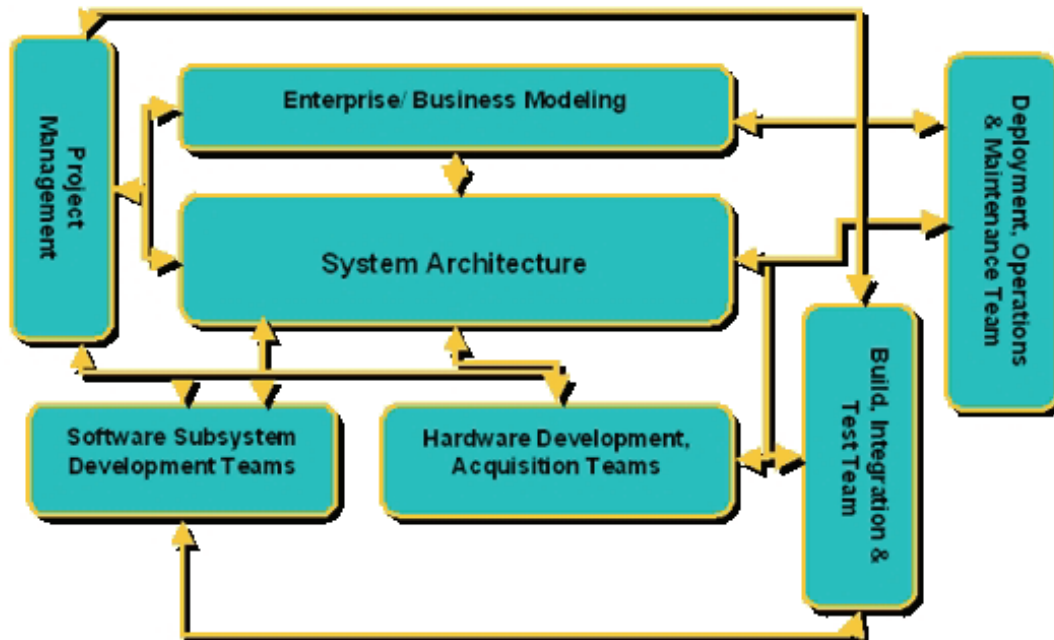 Project
Management
Enterprise/ Business Modeling
System Architecture
Deployment, Operations
& Maintenance Team
Software Subsystem
Development Teams
Hardware Development,
Acquisition Teams
Build, Integration &
Test Team